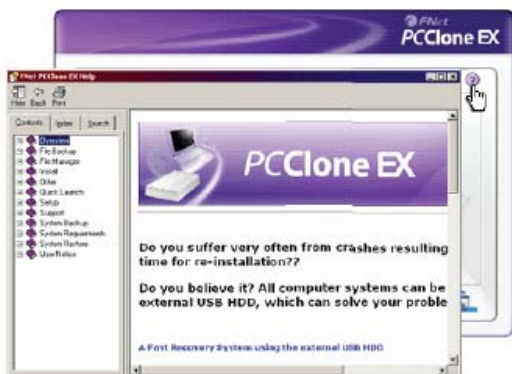 FNet
PCClone EX
FNet PCClone EX Help
Hide Back Print
Contents Index Search
Overview
File Backup
File Manager
Install
Other
Quick Launch
Setup
Support
System Backup
System Requirements
System Restore
User Notice
PCClone EX
Do you suffer very often from crashes resulting
time for re-installation??
Do you believe it? All computer systems can be
external USB HDD, which can solve your proble
A Fast Recovery System using the external USB HDD